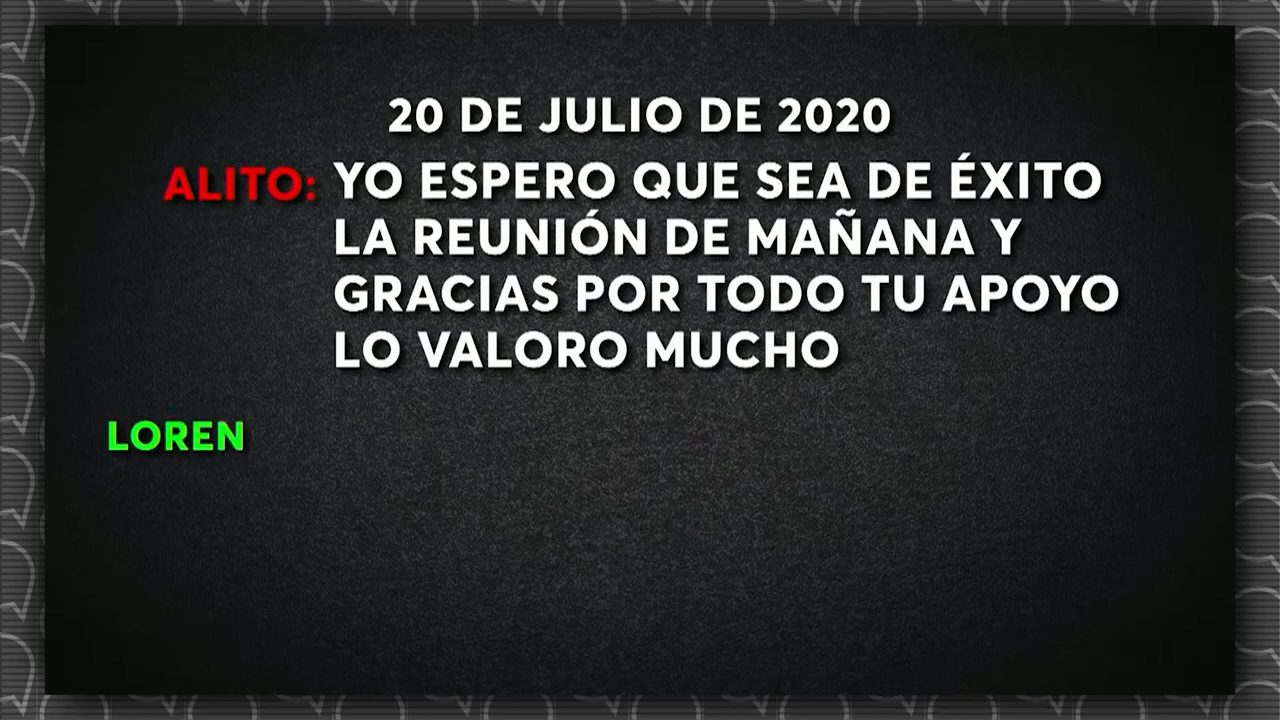 20 DE JULIO DE 2020
ALITO: YO ESPERO QUE SEA DE ÉXITO
LA REUNIÓN DE MAÑANA Y
GRACIAS POR TODO TU APOYO
LO VALORO MUCHO
LOREN